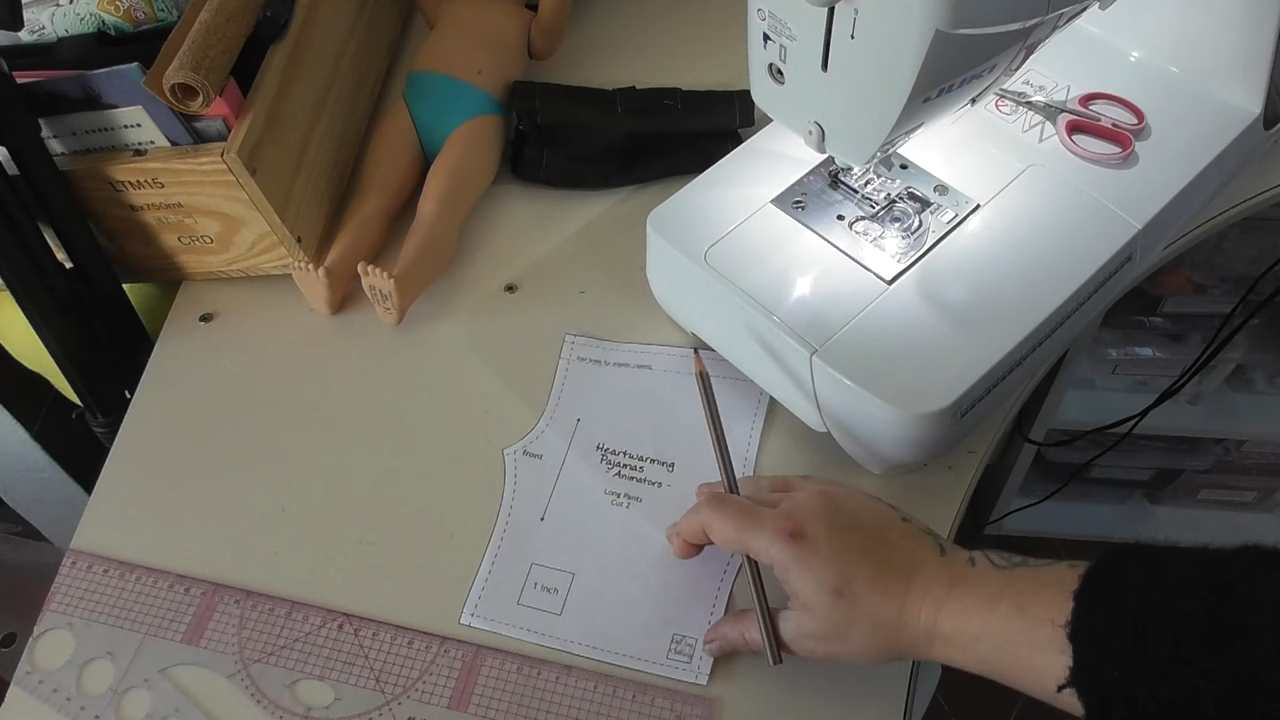 LTM15
6x750ml
CRD
JUKI
front
Heartwarming
Pajamas
- Animators -
Long Pants
Cut 2
1 inch